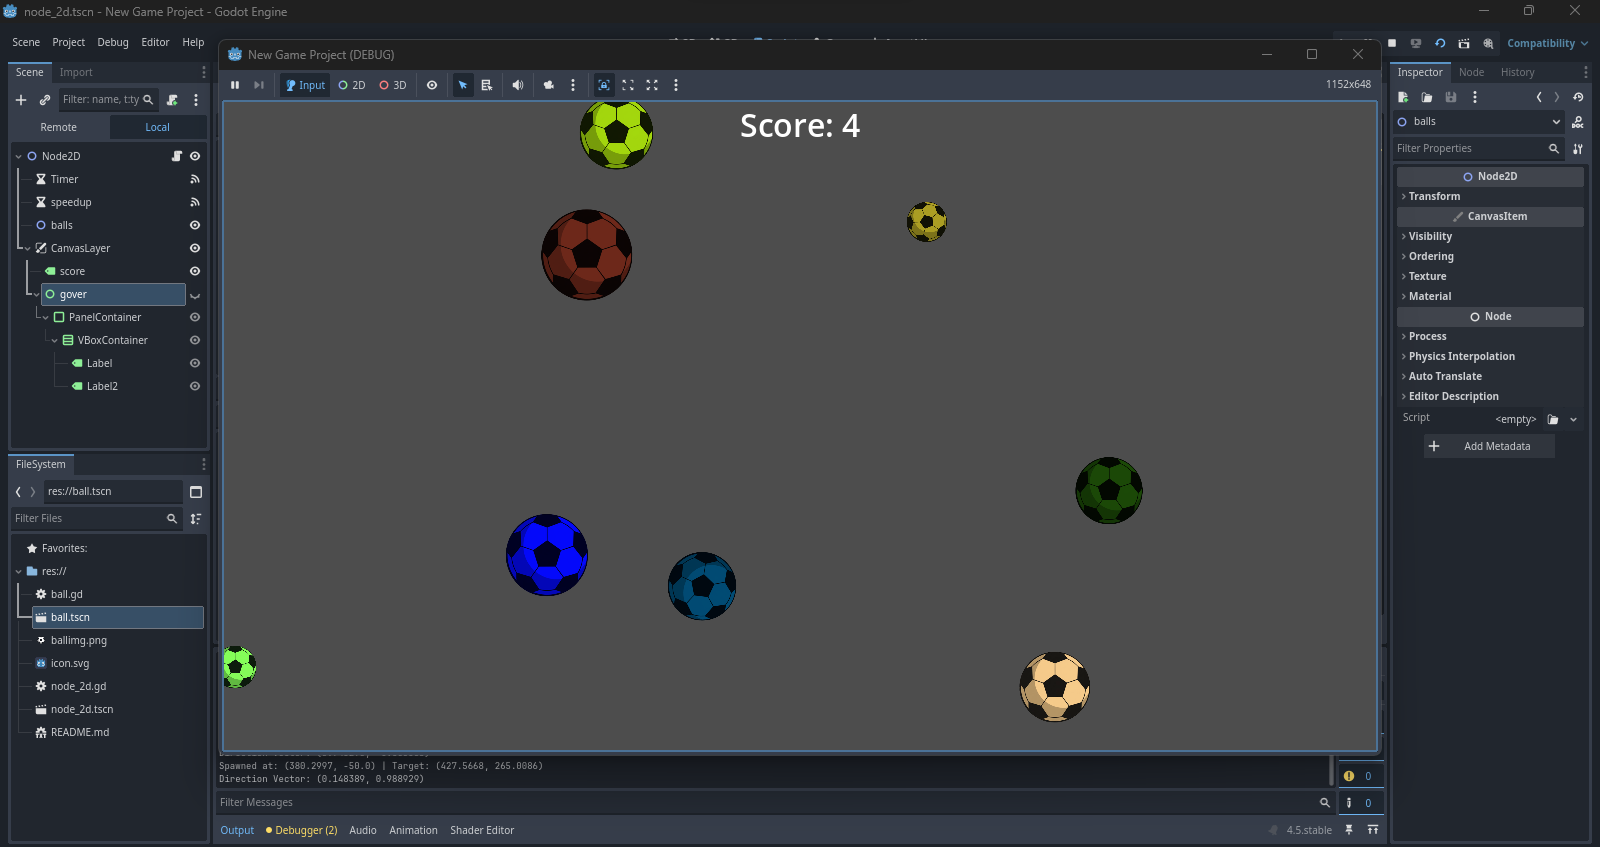 node_2d.tscn - New Game Project - Godot Engine
Scene Project Debug Editor Help
Compatibility
New Game Project (DEBUG)
Input 2D 3D
1152x648
Scene Import
Filter: name, t:ty
Remote Local
Node2D
Timer
speedup
balls
CanvasLayer
score
gover
PanelContainer
VBoxContainer
Label
Label2
FileSystem
res://ball.tscn
Filter Files
Favorites:
res://
ball.gd
ball.tscn
ballimg.png
icon.svg
node_2d.gd
node_2d.tscn
README.md
Score: 4
Spawned at: (380.2997, -50.0) | Target: (427.5668, 265.0086)
Direction Vector: (0.148389, 0.988929)
Filter Messages
0
0
Output Debugger (2) Audio Animation Shader Editor
4.5.stable
Inspector Node History
balls
Filter Properties
Node2D
Transform
CanvasItem
Visibility
Ordering
Texture
Material
Node
Process
Physics Interpolation
Auto Translate
Editor Description
Script <empty>
Add Metadata